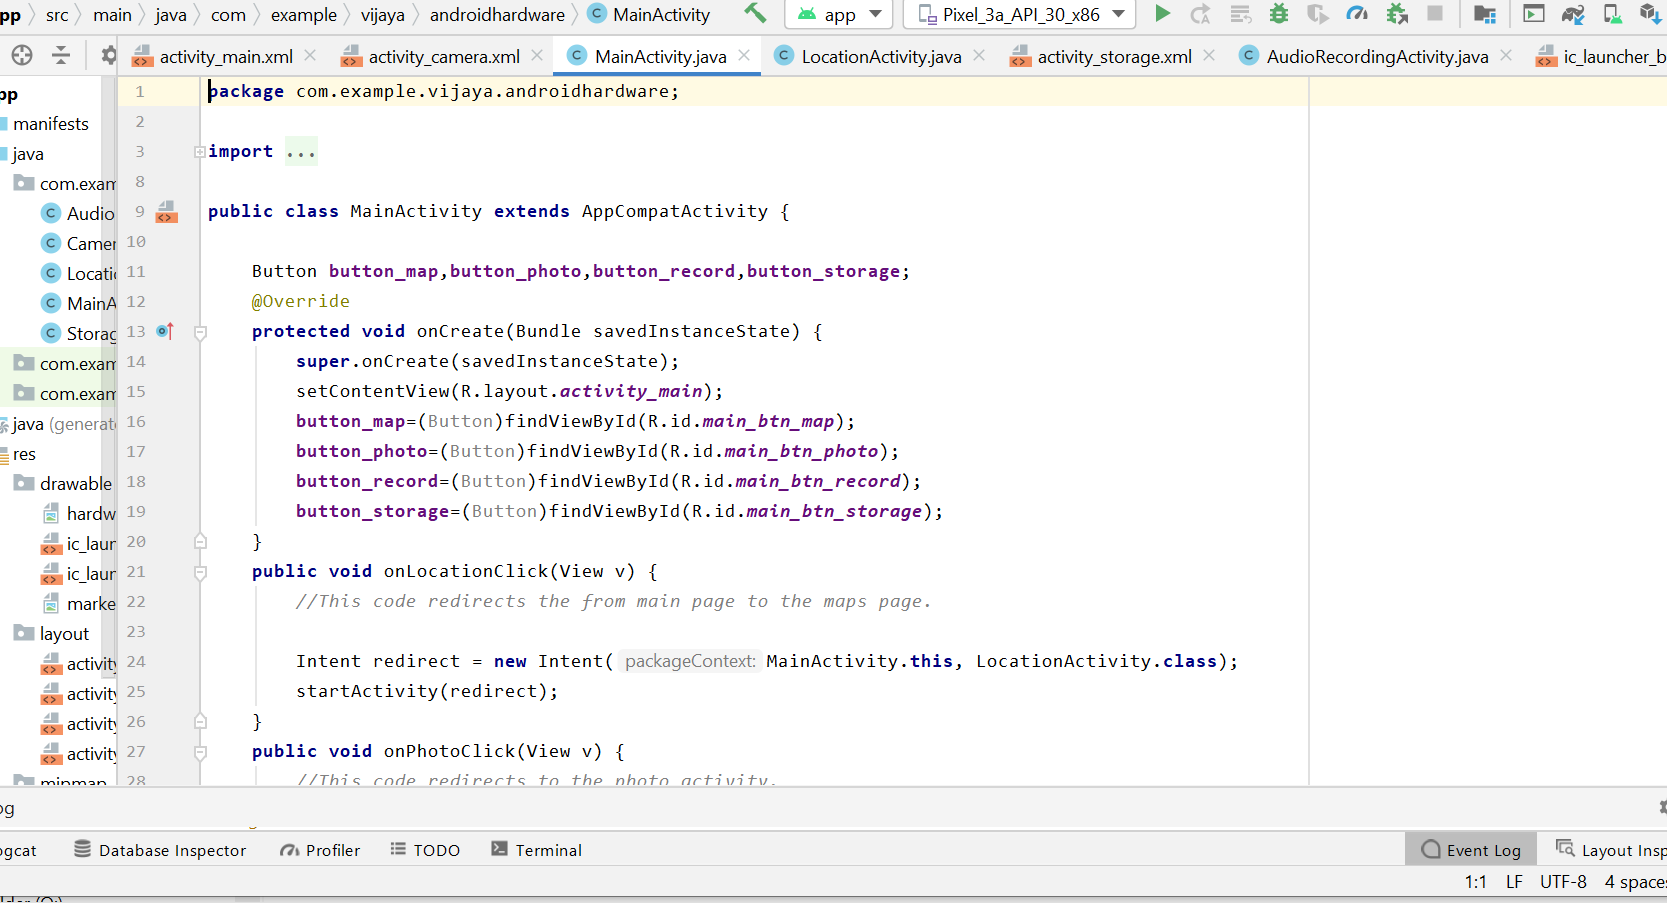 pp src main java com example vijaya androidhardware MainActivity app Pixel_3a_API_30_x86
activity_main.xml activity_camera.xml MainActivity.java LocationActivity.java activity_storage.xml AudioRecordingActivity.java ic_launcher_b
pp
manifests
java
com.exam
Audio
Camer
Locati
MainA
Storag
com.exam
com.exam
java (generat
res
drawable
hardw
ic_laur
ic_laur
marke
layout
activity
activity
activity
activity
mipmap
1 package com.example.vijaya.androidhardware;
2
3 import ...
8
9 public class MainActivity extends AppCompatActivity {
10
11 Button button_map,button_photo,button_record,button_storage;
12 @Override
13 protected void onCreate(Bundle savedInstanceState) {
14 super.onCreate(savedInstanceState);
15 setContentView(R.layout.activity_main);
16 button_map=(Button)findViewById(R.id.main_btn_map);
17 button_photo=(Button)findViewById(R.id.main_btn_photo);
18 button_record=(Button)findViewById(R.id.main_btn_record);
19 button_storage=(Button)findViewById(R.id.main_btn_storage);
20 }
21 public void onLocationClick(View v) {
22 //This code redirects the from main page to the maps page.
23
24 Intent redirect = new Intent( packageContext: MainActivity.this, LocationActivity.class);
25 startActivity(redirect);
26 }
27 public void onPhotoClick(View v) {
28 //This code redirects to the photo activity.
og
ogcat Database Inspector Profiler TODO Terminal Event Log Layout Insp
1:1 LF UTF-8 4 spaces